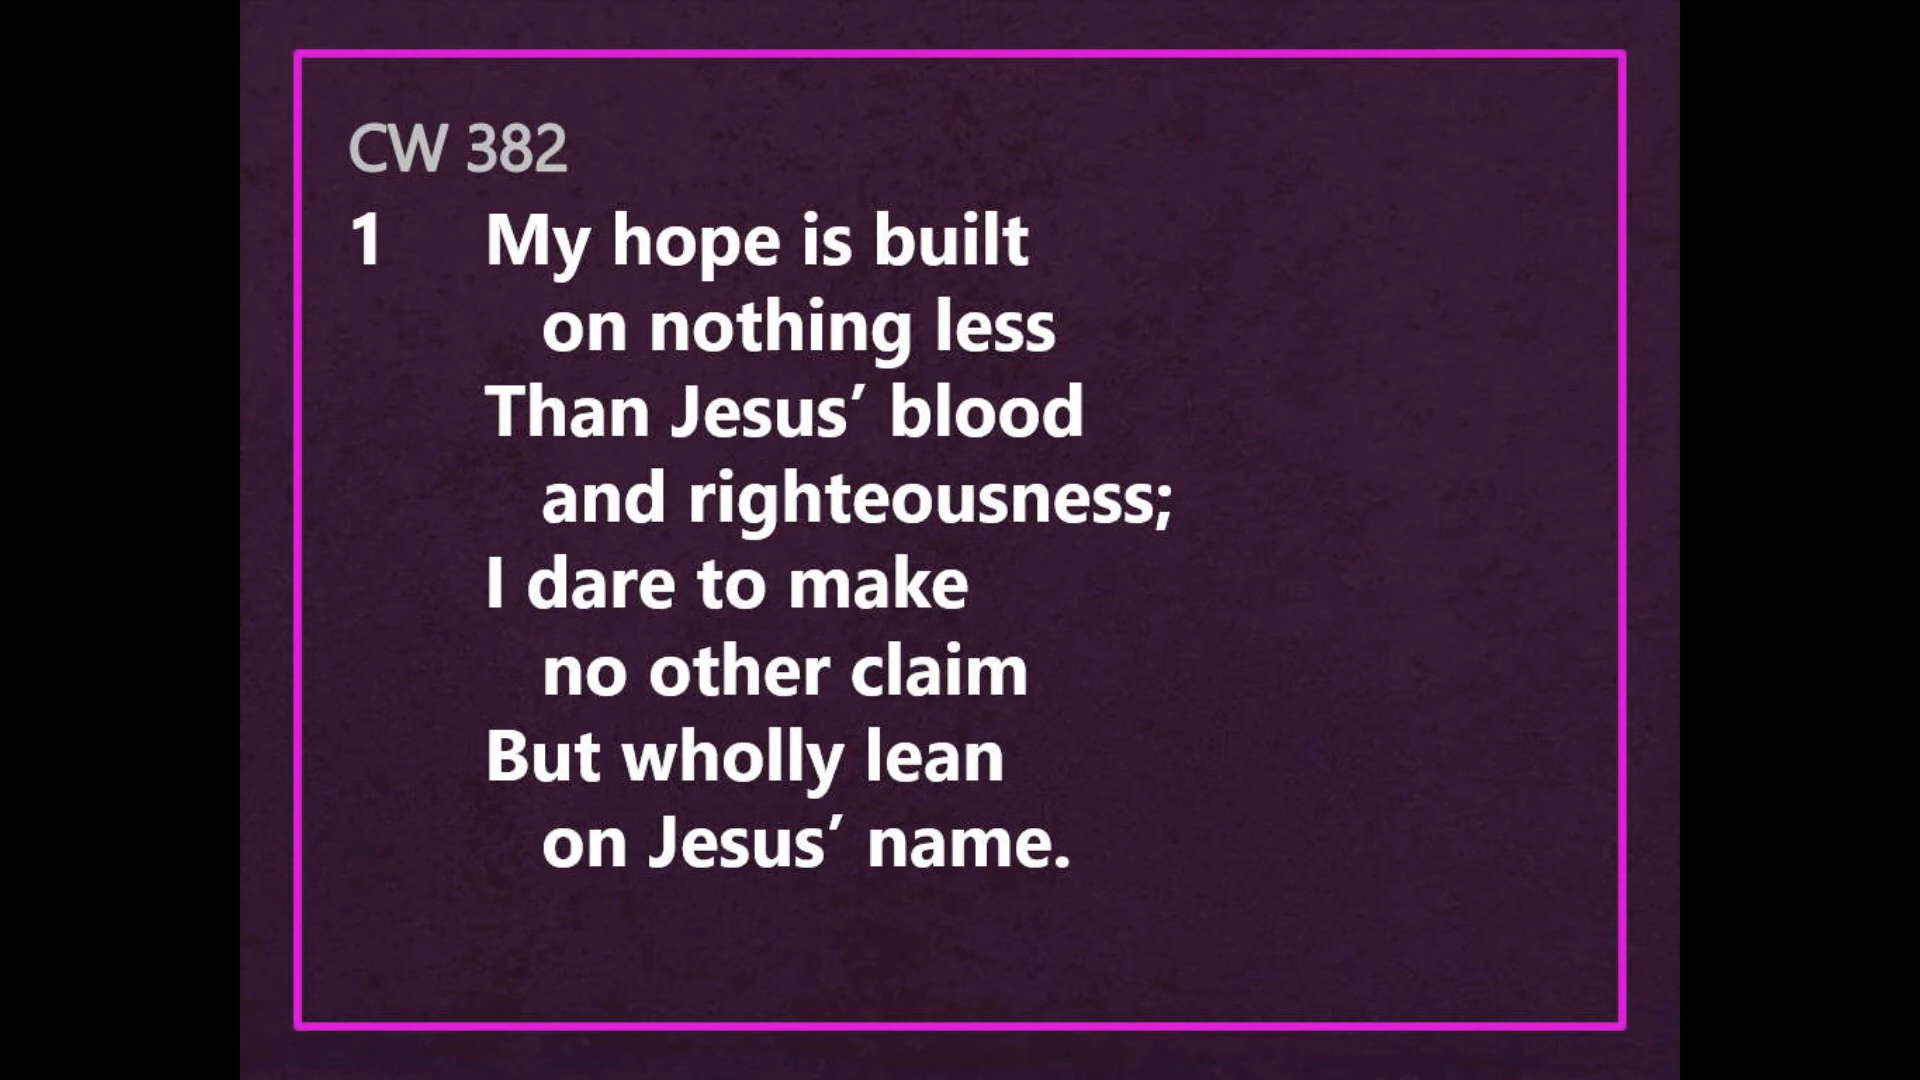 CW 382
1 My hope is built
on nothing less
Than Jesus’ blood
and righteousness;
I dare to make
no other claim
But wholly lean
on Jesus’ name.